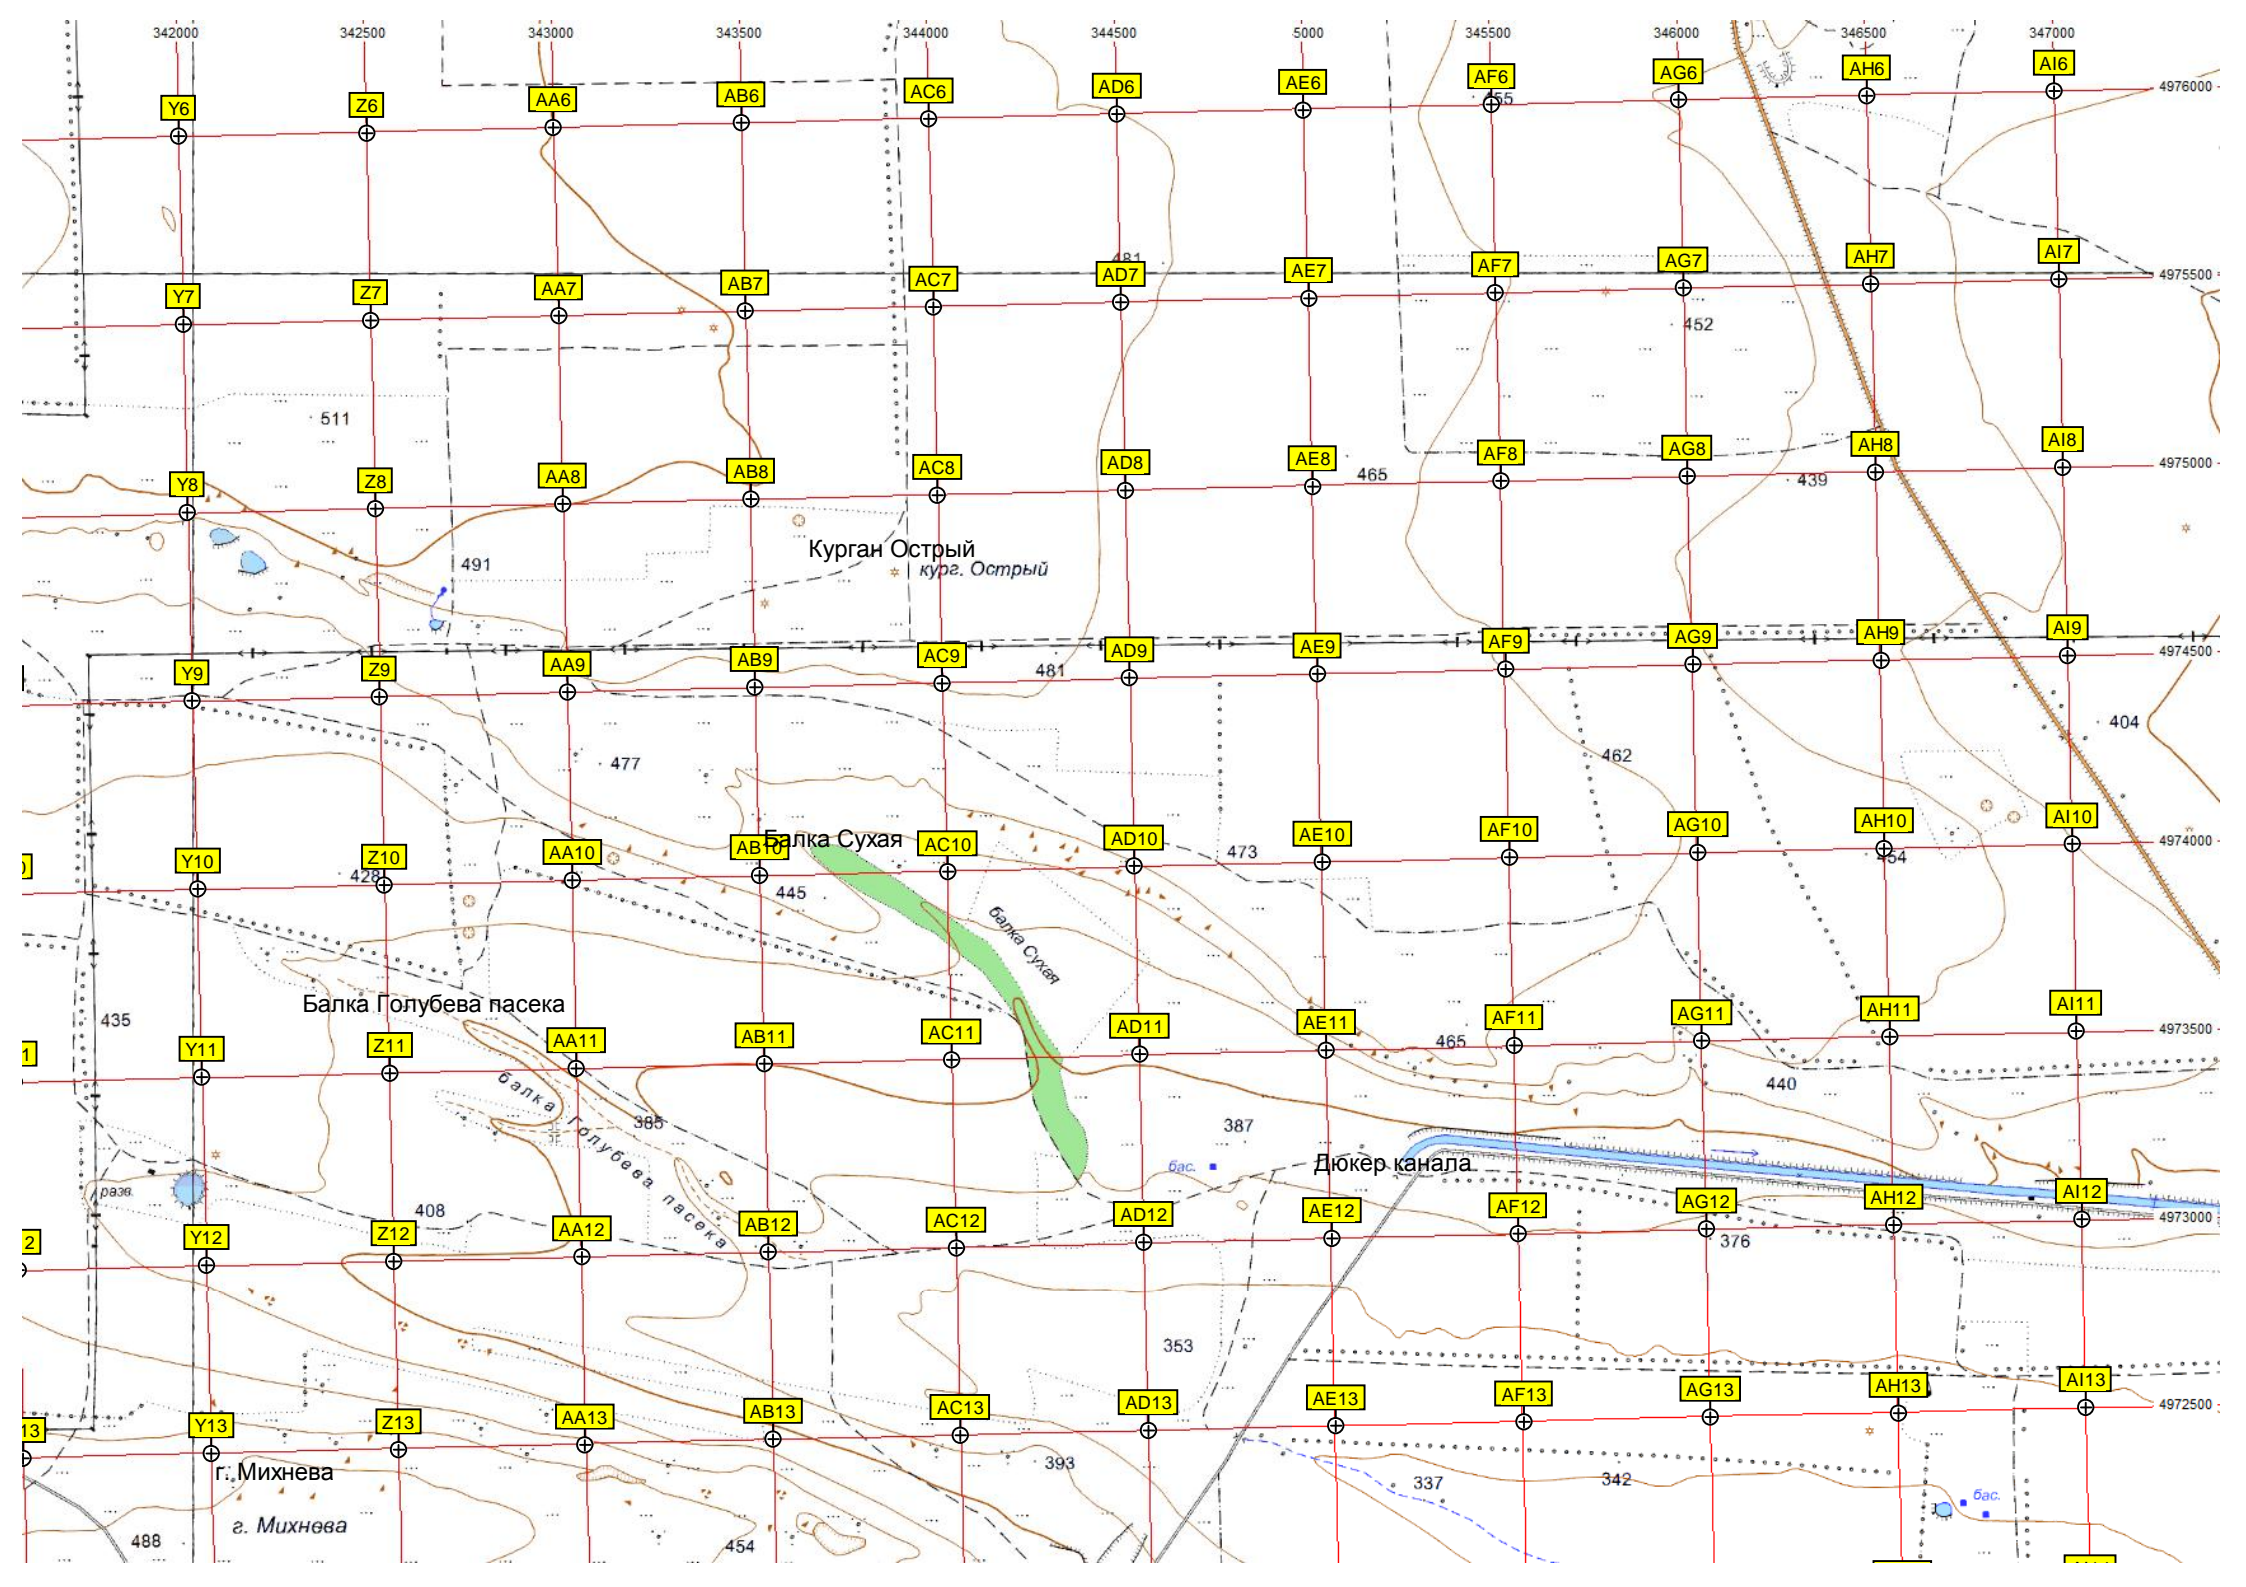 342000 342500 343000 343500 344000 344500 5000 345500 346000 346500 347000
Y6 Z6 AA6 AB6 AC6 AD6 AE6 AF6 AG6 AH6 AI6
4976000
455
481
Y7 Z7 AA7 AB7 AC7 AD7 AE7 AF7 AG7 AH7 AI7
4975500
452
511
Y8 Z8 AA8 AB8 AC8 AD8 AE8 AF8 AG8 AH8 AI8
4975000
465
439
Курган Острый
491
кург. Острый
Y9 Z9 AA9 AB9 AC9 AD9 AE9 AF9 AG9 AH9 AI9
4974500
481
404
477
462
Балка Сухая
Y10 Z10 AA10 AB10 AC10 AD10 AE10 AF10 AG10 AH10 AI10
4974000
428
445
473
454
балка Сухая
Балка Голубева пасека
435
1 Y11 Z11 AA11 AB11 AC11 AD11 AE11 AF11 AG11 AH11 AI11
4973500
465
440
балка Голубева пасека
385
387
бас.
Дюкер канала
разв.
408
2 Y12 Z12 AA12 AB12 AC12 AD12 AE12 AF12 AG12 AH12 AI12
4973000
376
353
13 Y13 Z13 AA13 AB13 AC13 AD13 AE13 AF13 AG13 AH13 AI13
4972500
г. Михнева
393
337
342
бас.
г. Михнева
488
454